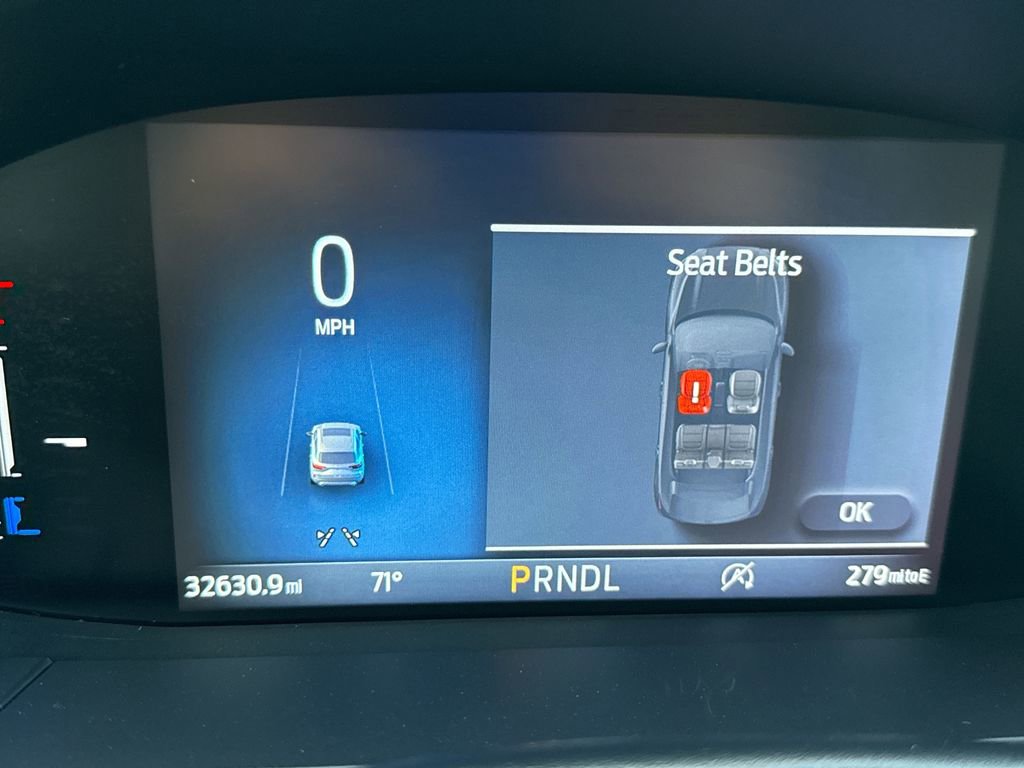 0
MPH
Seat Belts
!
OK
32630.9 mi
71°
PRNDL
279 mi to E